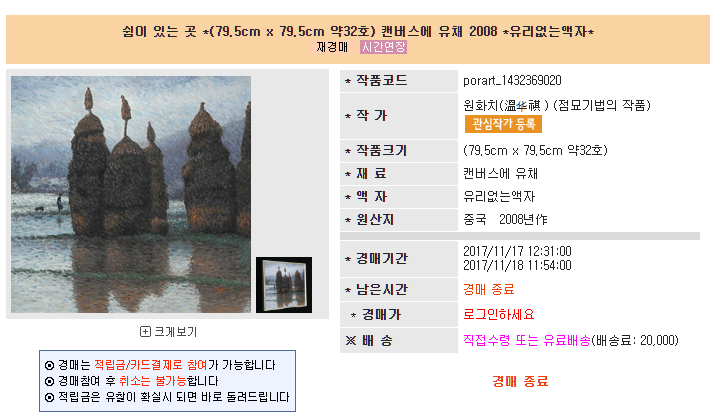 쉼이 있는 곳 *(79.5cm x 79.5cm 약32호) 캔버스에 유채 2008 *유리없는액자*
재경매 시간연장
* 작품코드 porart_1432369020
* 작 가 원화치(溫华祺 ) (점묘기법의 작품)
관심작가 등록
* 작품크기 (79.5cm x 79.5cm 약32호)
* 재 료 캔버스에 유채
* 액 자 유리없는액자
* 원산지 중국 2008년作
* 경매기간 2017/11/17 12:31:00
2017/11/18 11:54:00
* 남은시간 경매 종료
* 경매가 로그인하세요
※ 배 송 직접수령 또는 유료배송(배송료: 20,000)
크게보기
경매는 적립금/카드결제로 참여가 가능합니다
경매참여 후 취소는 불가능합니다
적립금은 유찰이 확실시 되면 바로 돌려드립니다
경매 종료